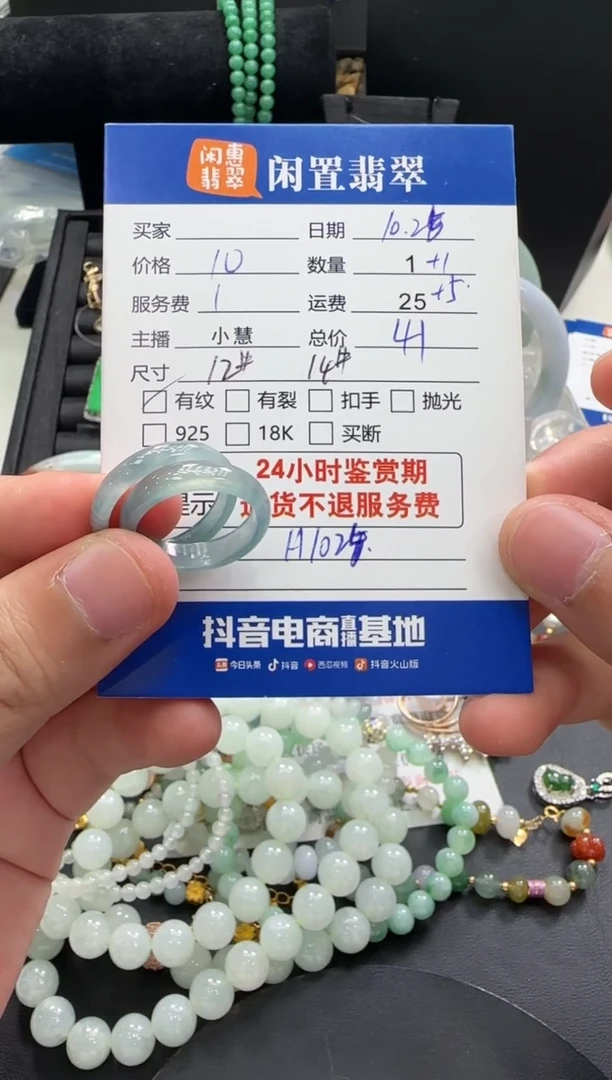 闲惠翡翠 闲置翡翠
买家 日期 10.25
价格 10 数量 1 +1
服务费 1 运费 25 +5
主播 小慧 总价 41
尺寸 12# 14#
有纹 有裂 扣手 抛光
925 18K 买断
24小时鉴赏期
提示 货不退服务费
抖音电商直播基地
头条 今日头条 抖音 西瓜视频 抖音火山版